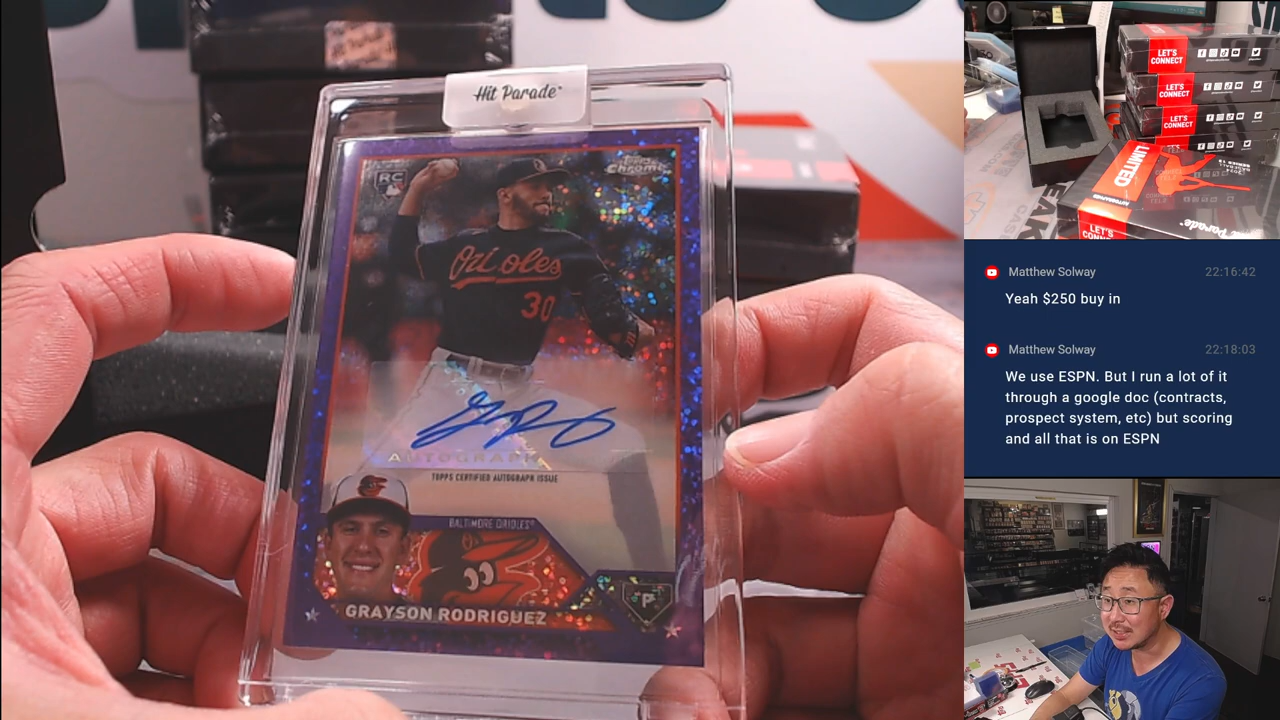 Hit Parade
RC
Topps
Chrome
Orioles
30
AUTOGRAPH
TOPPS CERTIFIED AUTOGRAPH ISSUE
BALTIMORE ORIOLES
GRAYSON RODRIGUEZ
P
LET'S
CONNECT
LET'S
CONNECT
LET'S
CONNECT
LIMITED
Parade
LET'S
Matthew Solway 22:16:42
Yeah $250 buy in
Matthew Solway 22:18:03
We use ESPN. But I run a lot of it
through a google doc (contracts,
prospect system, etc) but scoring
and all that is on ESPN